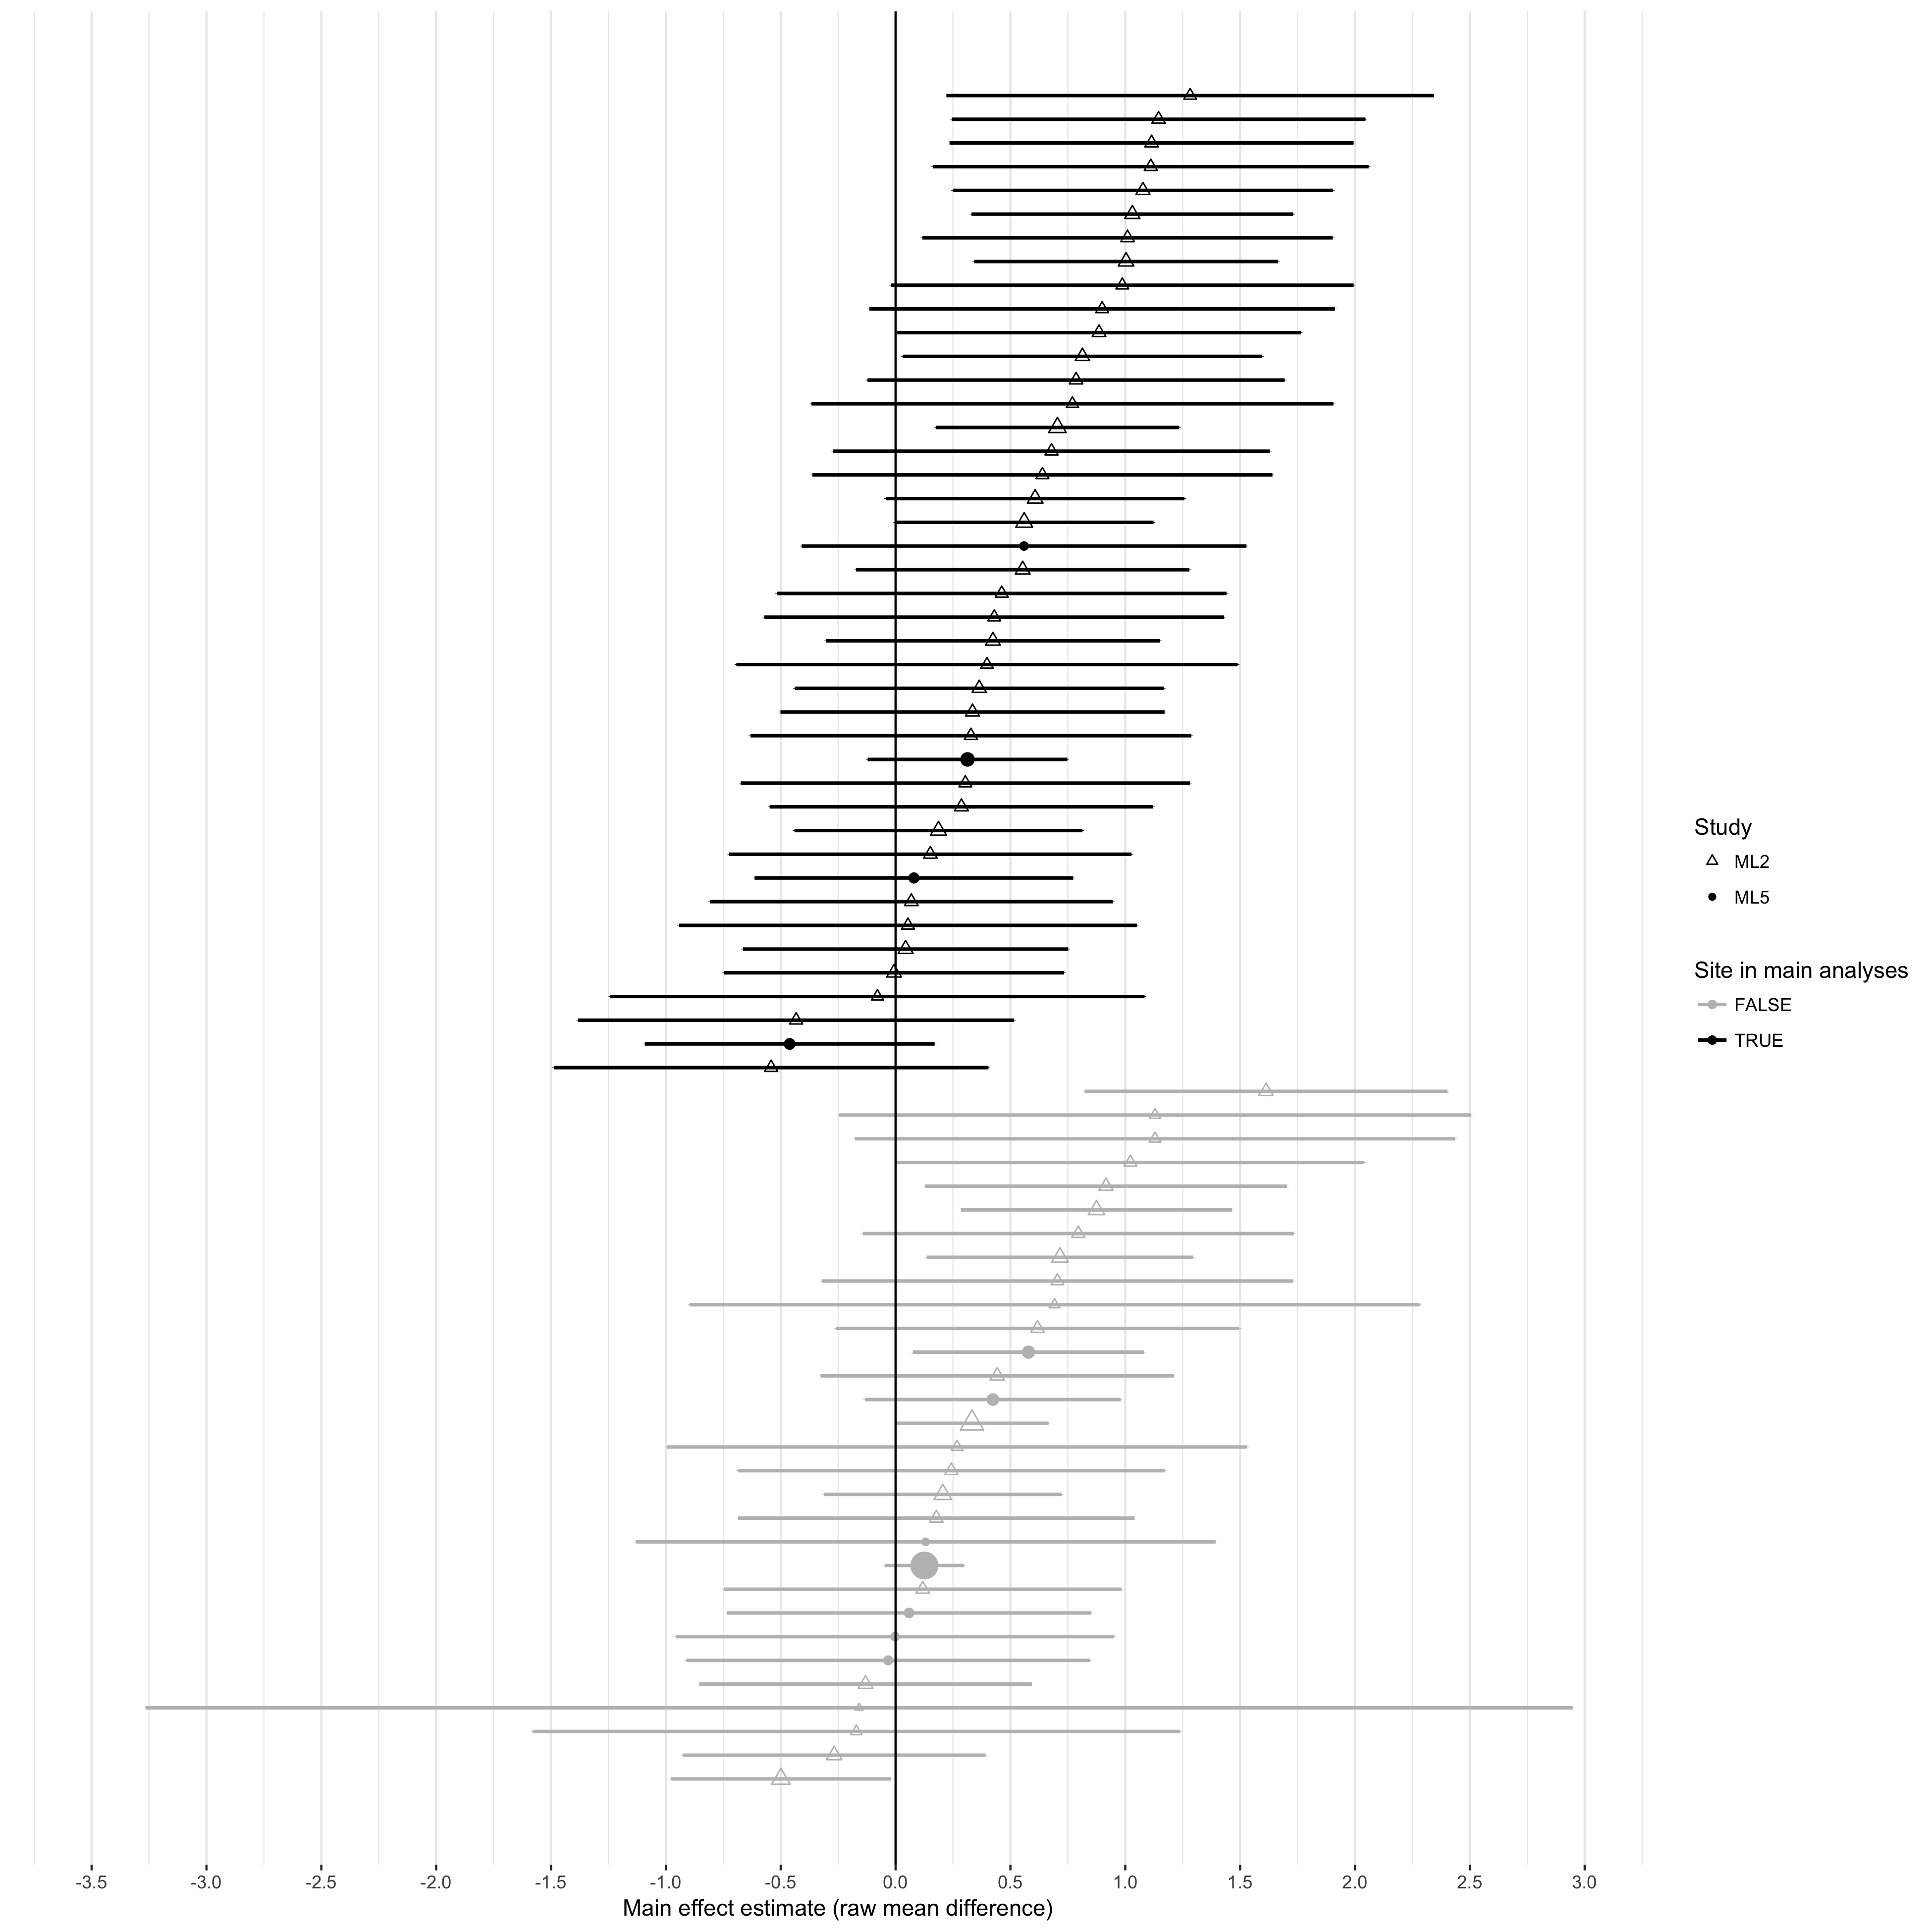 Study
ML2
ML5
Site in main analyses
FALSE
TRUE
-3.5 -3.0 -2.5 -2.0 -1.5 -1.0 -0.5 0.0 0.5 1.0 1.5 2.0 2.5 3.0
Main effect estimate (raw mean difference)